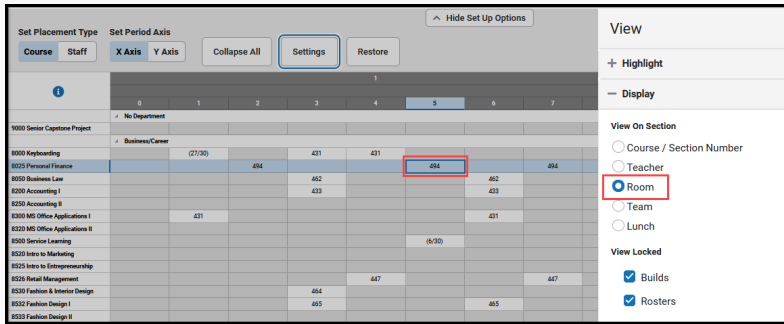 Hide Set Up Options
Set Placement Type Set Period Axis
Course Staff X Axis Y Axis Collapse All Settings Restore
1
0 1 2 3 4 5 6 7
No Department
9000 Senior Capstone Project
Business/Career
8000 Keyboarding (27/30) 431 431
8025 Personal Finance 494 494 494
8050 Business Law 462 462
8200 Accounting I 433 433
8250 Accounting II
8300 MS Office Applications I 431 431
8320 MS Office Applications II
8500 Service Learning (6/30)
8520 Intro to Marketing
8525 Intro to Entrepreneurship
8526 Retail Management 447 447
8530 Fashion & Interior Design 464
8532 Fashion Design I 465 465
8533 Fashion Design II
View
Highlight
Display
View On Section
Course / Section Number
Teacher
Room
Team
Lunch
View Locked
Builds
Rosters